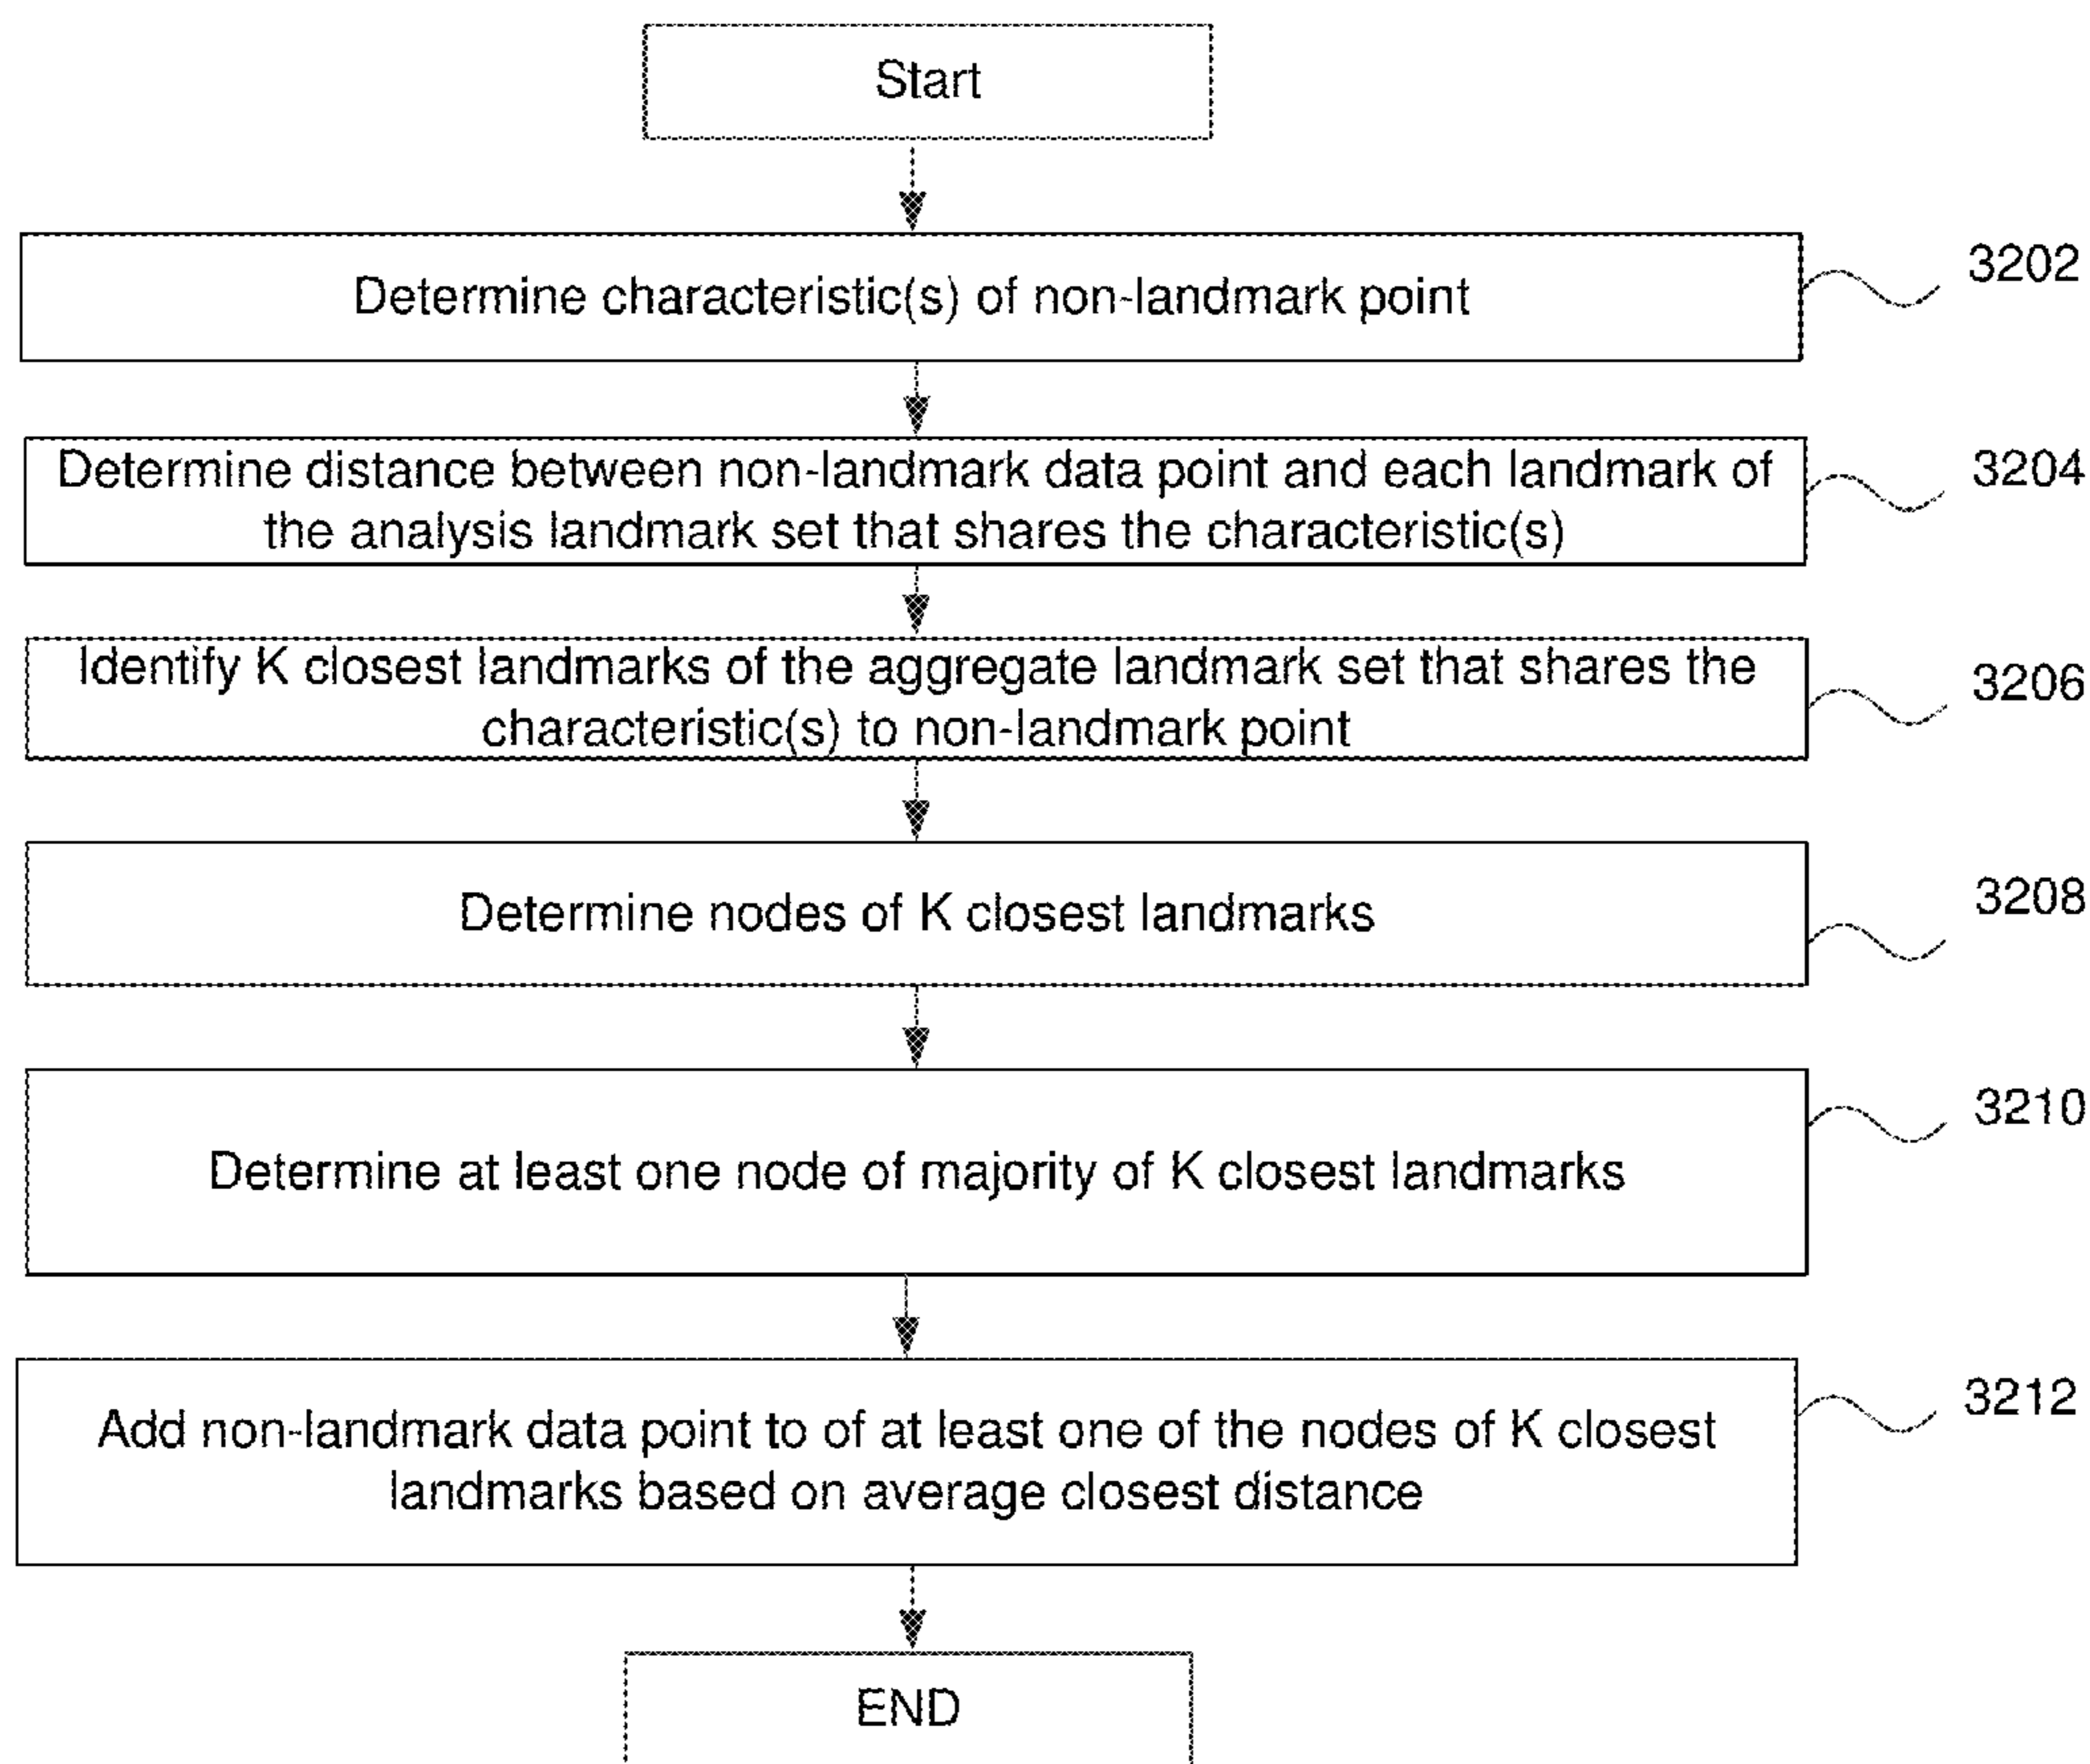 Start
Determine characteristic(s) of non-landmark point
3202
Determine distance between non-landmark data point and each landmark of
the analysis landmark set that shares the characteristic(s)
3204
Identify K closest landmarks of the aggregate landmark set that shares the
characteristic(s) to non-landmark point
3206
Determine nodes of K closest landmarks
3208
Determine at least one node of majority of K closest landmarks
3210
Add non-landmark data point to of at least one of the nodes of K closest
landmarks based on average closest distance
3212
END